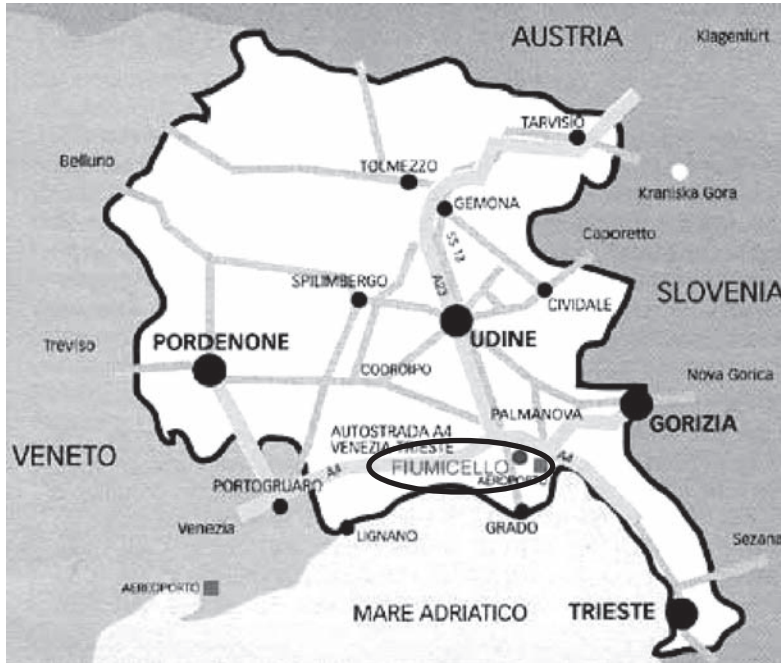 AUSTRIA
Klagenfurt
TARVISIO
Belluno
TOLMEZZO
Kraniska Gora
GEMONA
Caporetto
SS 13
A23
SPILIMBERGO
CIVIDALE
SLOVENIA
PORDENONE
UDINE
Treviso
CODROIPO
Nova Gorica
PALMANOVA
GORIZIA
AUTOSTRADA A4
VENEZIA-TRIESTE
VENETO
A4
FIUMICELLO
A4
AEROPORTO
PORTOGRUARO
Venezia
LIGNANO
GRADO
Sezana
AEREOPORTO
MARE ADRIATICO
TRIESTE